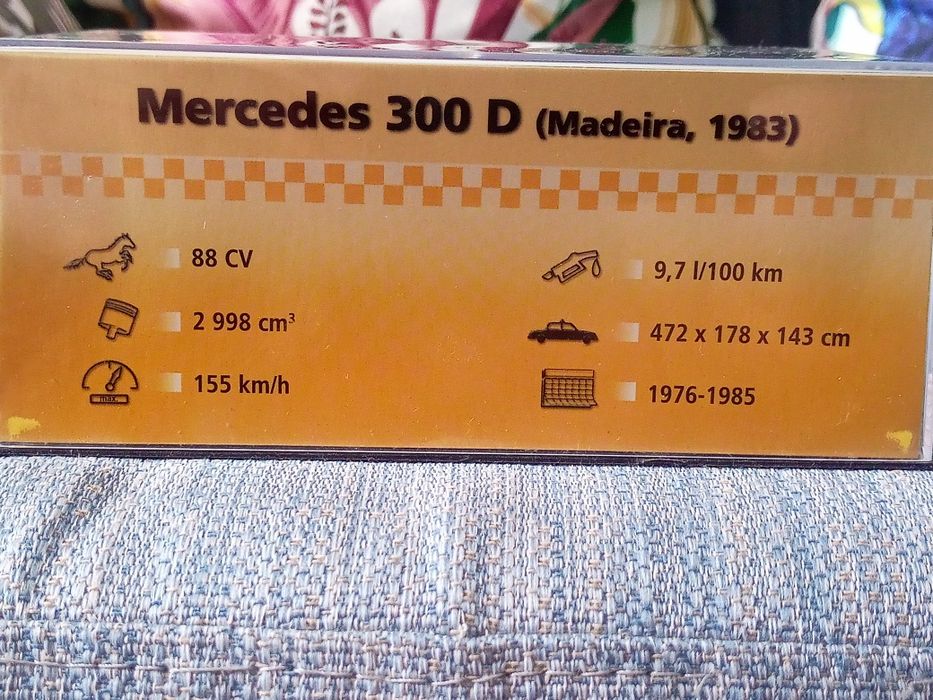 Mercedes 300 D (Madeira, 1983)
88 CV
2 998 cm³
max.
155 km/h
9,7 l/100 km
472 x 178 x 143 cm
1976-1985